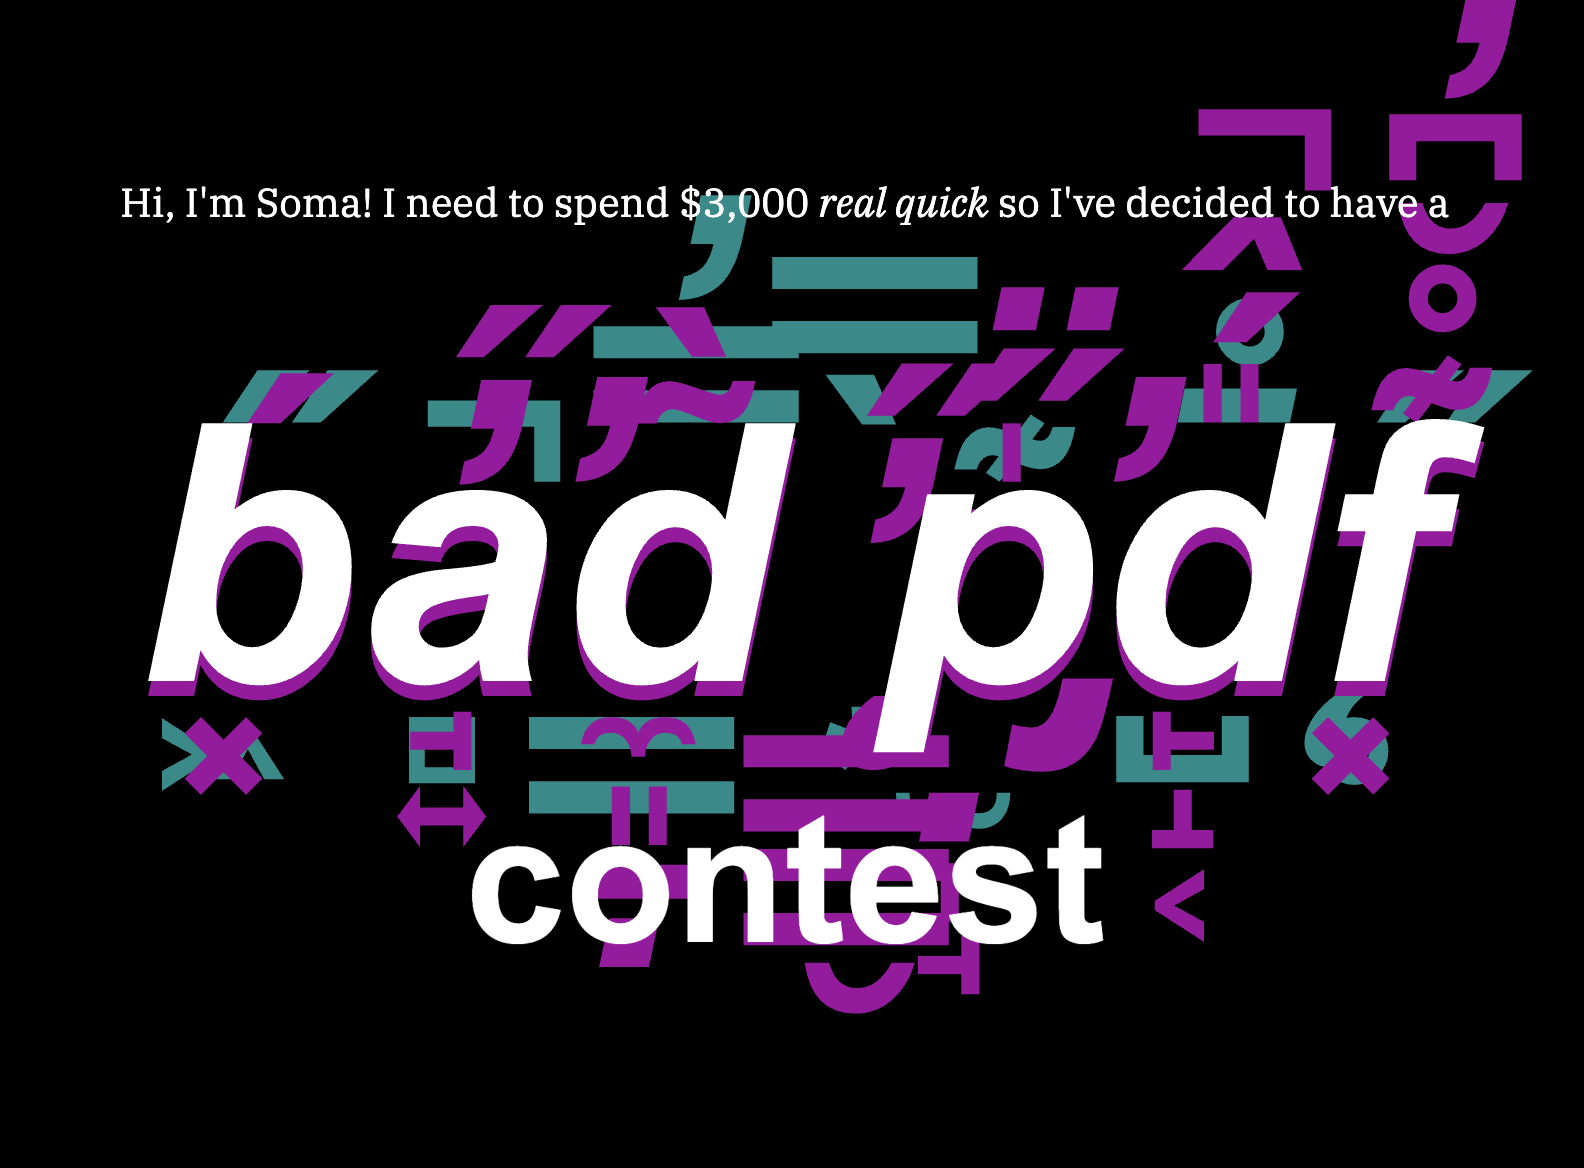 Hi, I'm Soma! I need to spend $3,000 real quick so I've decided to have a
bad pdf
contest